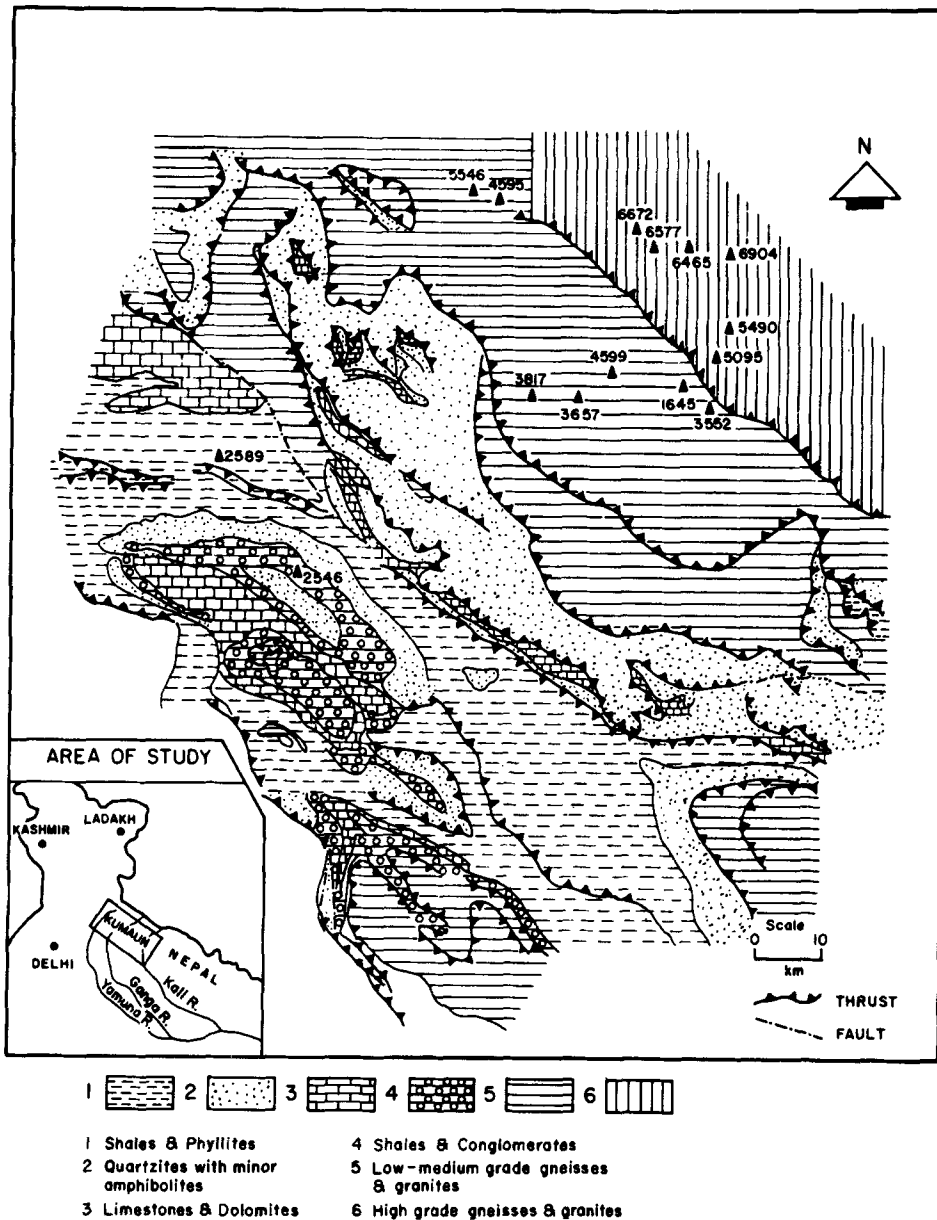 N
5546
4595
6672
6577
6465
6904
5490
5095
4599
3817
3657
1645
3552
2589
2546
AREA OF STUDY
KASHMIR
LADAKH
KUMAUN
DELHI
NEPAL
Kali R.
Ganga R.
Yamuna R.
Scale
0 10
km
THRUST
FAULT
1 2 3 4 5 6
1 Shales & Phyllites
2 Quartzites with minor
amphibolites
3 Limestones & Dolomites
4 Shales & Conglomerates
5 Low-medium grade gneisses
& granites
6 High grade gneisses & granites